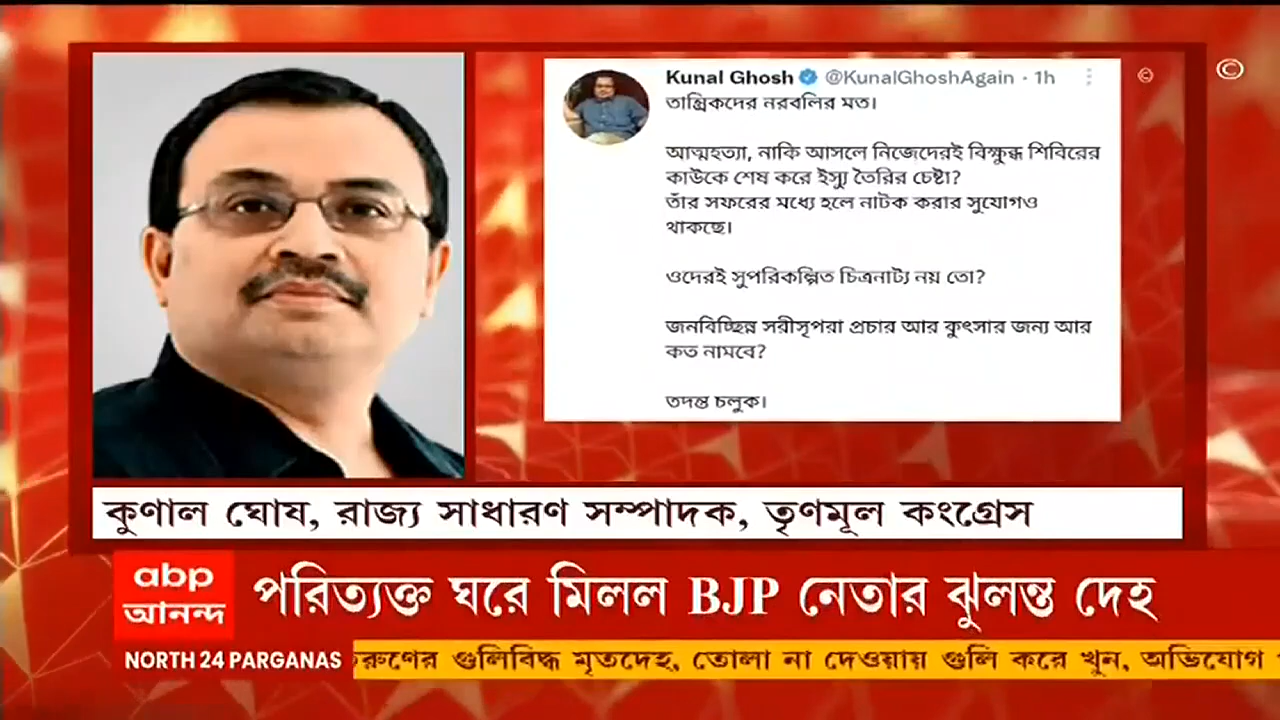 Kunal Ghosh @KunalGhoshAgain · 1h
তান্ত্রিকদের নরবলির মত।
আত্মহত্যা, নাকি আসলে নিজেদেরই বিক্ষুব্ধ শিবিরের
কাউকে শেষ করে ইস্যু তৈরির চেষ্টা?
তাঁর সফরের মধ্যে হলে নাটক করার সুযোগও
থাকছে।
ওদেরই সুপরিকল্পিত চিত্রনাট্য নয় তো?
জনবিচ্ছিন্ন সরীসৃপরা প্রচার আর কুৎসার জন্য আর
কত নামবে?
তদন্ত চলুক।
©
©
কুণাল ঘোষ, রাজ্য সাধারণ সম্পাদক, তৃণমূল কংগ্রেস
abp
আনন্দ
পরিত্যক্ত ঘরে মিলল BJP নেতার ঝুলন্ত দেহ
NORTH 24 PARGANAS
গুলিবিদ্ধ মৃতদেহ, তোলা না দেওয়ায় গুলি করে খুন, অভিযোগ